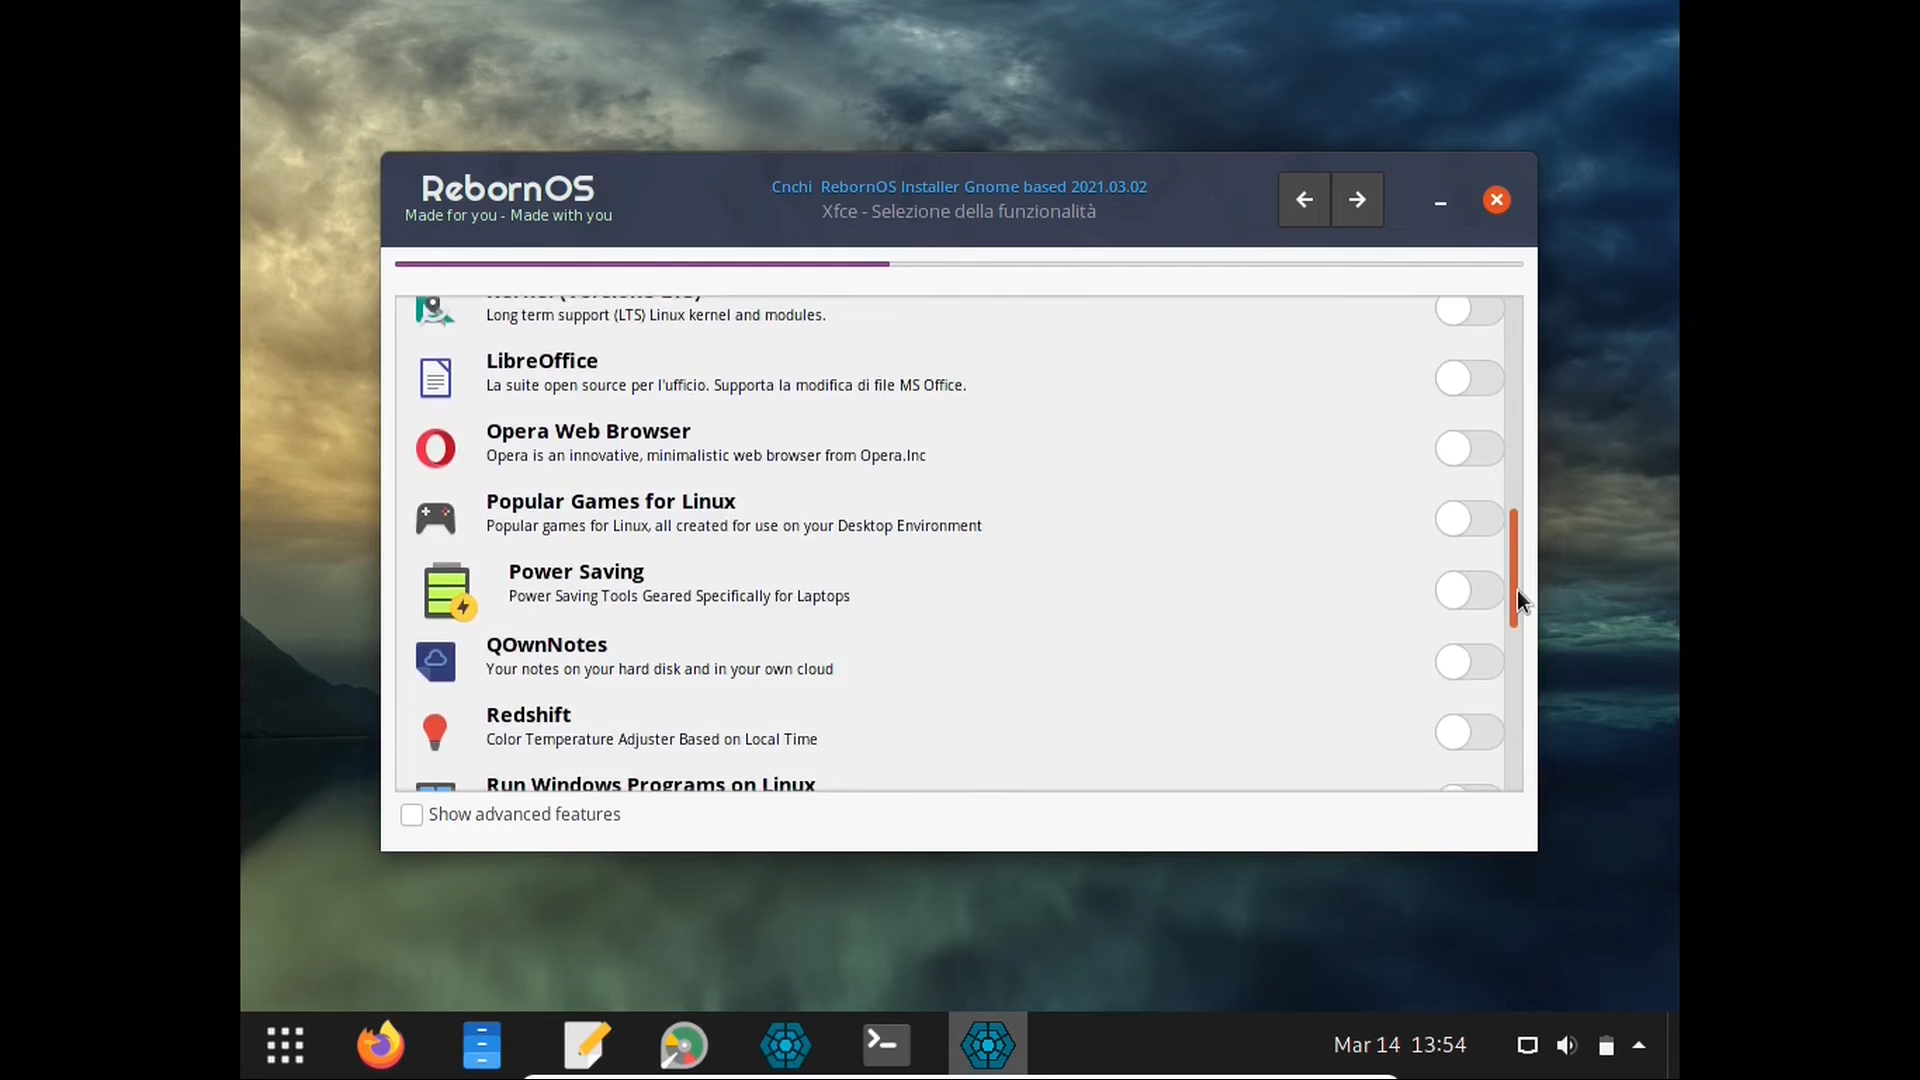 RebornOS
Made for you - Made with you
Cnchi RebornOS Installer Gnome based 2021.03.02
Xfce - Selezione della funzionalità
Long term support (LTS) Linux kernel and modules.
LibreOffice
La suite open source per l'ufficio. Supporta la modifica di file MS Office.
Opera Web Browser
Opera is an innovative, minimalistic web browser from Opera.Inc
Popular Games for Linux
Popular games for Linux, all created for use on your Desktop Environment
Power Saving
Power Saving Tools Geared Specifically for Laptops
QOwnNotes
Your notes on your hard disk and in your own cloud
Redshift
Color Temperature Adjuster Based on Local Time
Run Windows Programs on Linux
Show advanced features
Mar 14 13:54